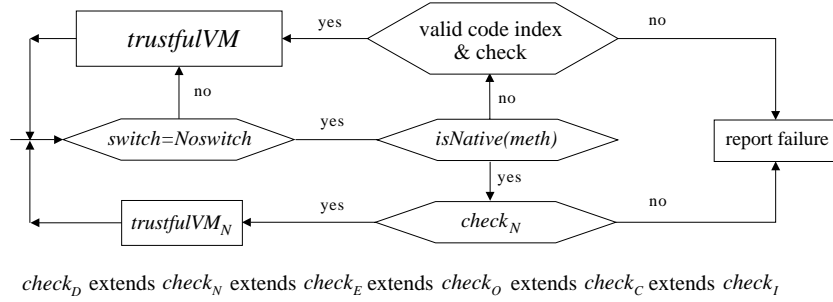 trustfulVM
yes
valid code index
& check
no
no
no
switch=Noswitch
yes
isNative(meth)
report failure
yes
trustfulVM_N
yes
check_N
no
check_D extends check_N extends check_E extends check_O extends check_C extends check_I